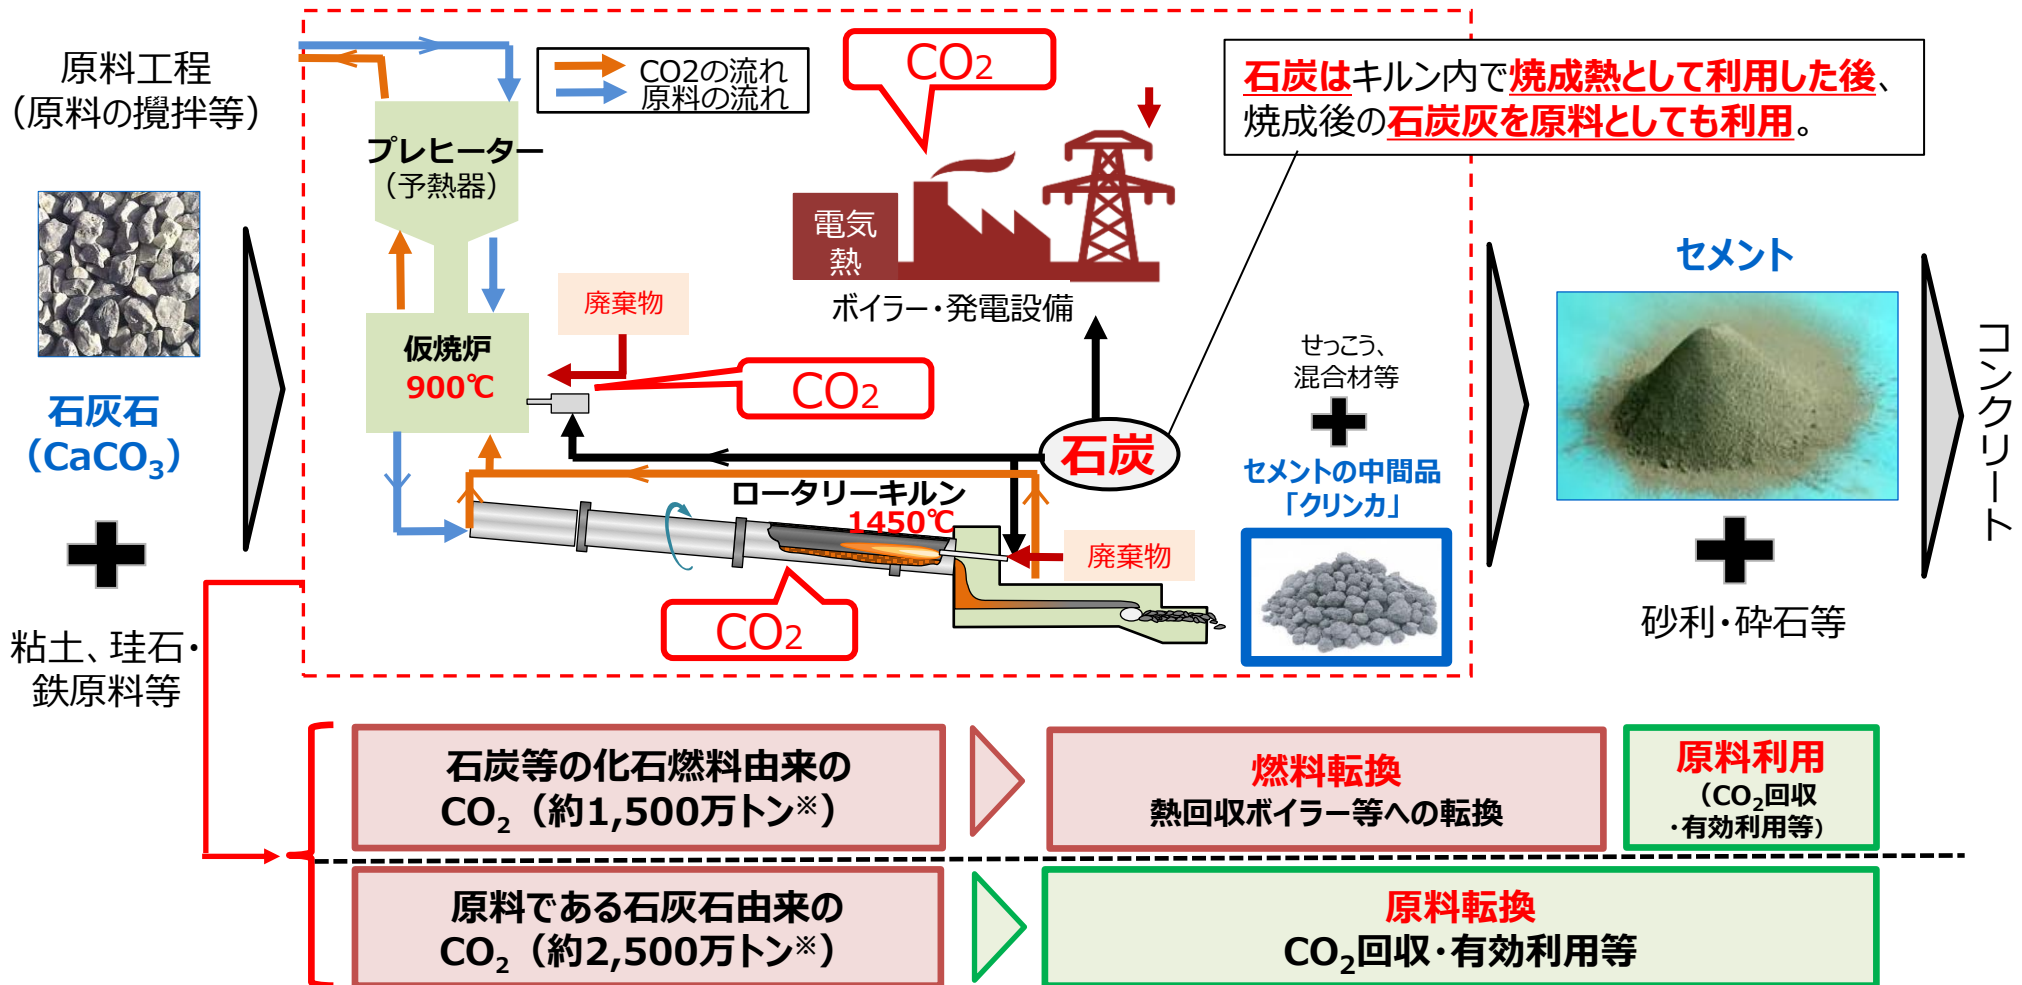 原料工程
（原料の攪拌等）
石灰石
（CaCO₃）
粘土、珪石・
鉄原料等
CO2の流れ
原料の流れ
プレヒーター
（予熱器）
仮焼炉
900℃
廃棄物
CO2
CO2
電気
熱
ボイラー・発電設備
石炭はキルン内で焼成熱として利用した後、
焼成後の石炭灰を原料としても利用。
石炭
ロータリーキルン
1450℃
廃棄物
CO2
せっこう、
混合材等
セメントの中間品
「クリンカ」
セメント
砂利・砕石等
コンクリート
石炭等の化石燃料由来の
CO₂（約1,500万トン※）
燃料転換
熱回収ボイラー等への転換
原料利用
（CO₂回収
・有効利用等）
原料である石灰石由来の
CO₂（約2,500万トン※）
原料転換
CO₂回収・有効利用等